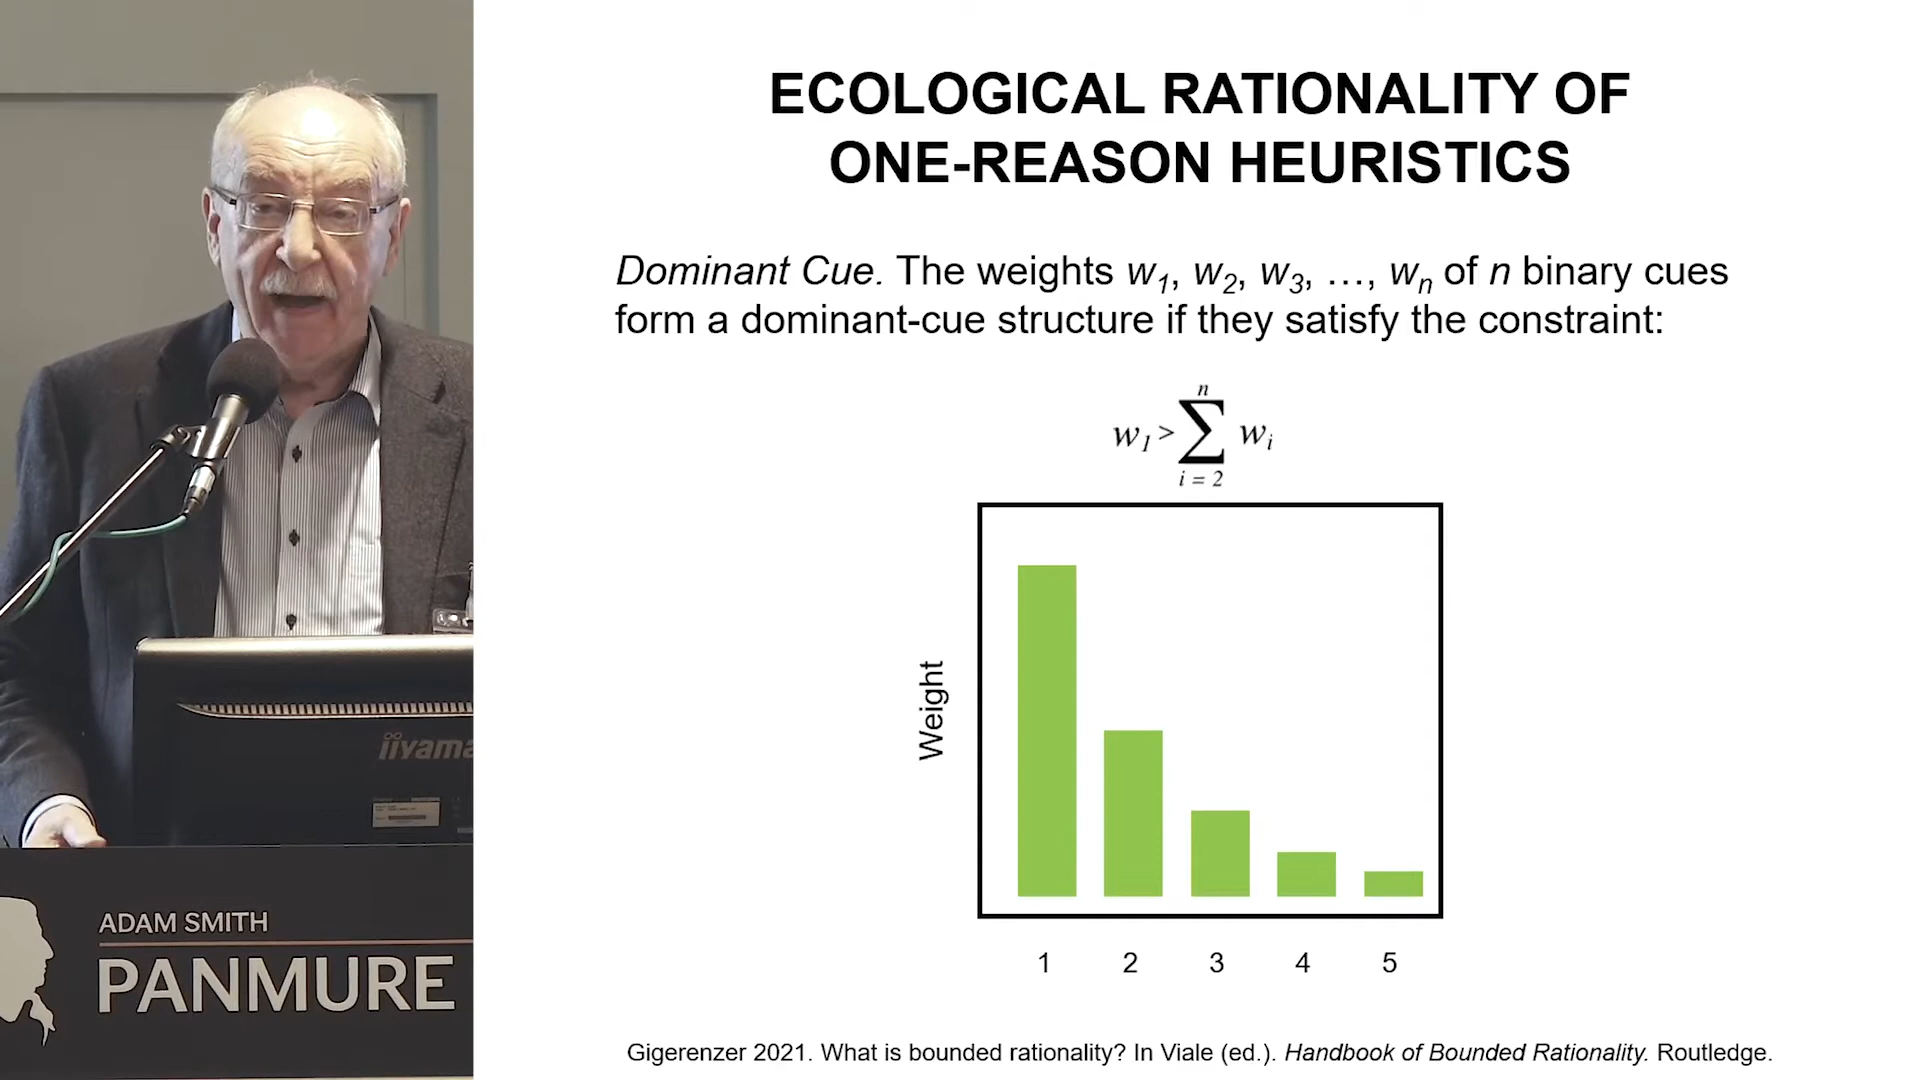 ECOLOGICAL RATIONALITY OF
ONE-REASON HEURISTICS
Dominant Cue. The weights w1, w2, w3, …, wn of n binary cues
form a dominant-cue structure if they satisfy the constraint:
n
w1 > ∑ wi
i = 2
Weight
1 2 3 4 5
Gigerenzer 2021. What is bounded rationality? In Viale (ed.). Handbook of Bounded Rationality. Routledge.
iiyama
ADAM SMITH
PANMURE